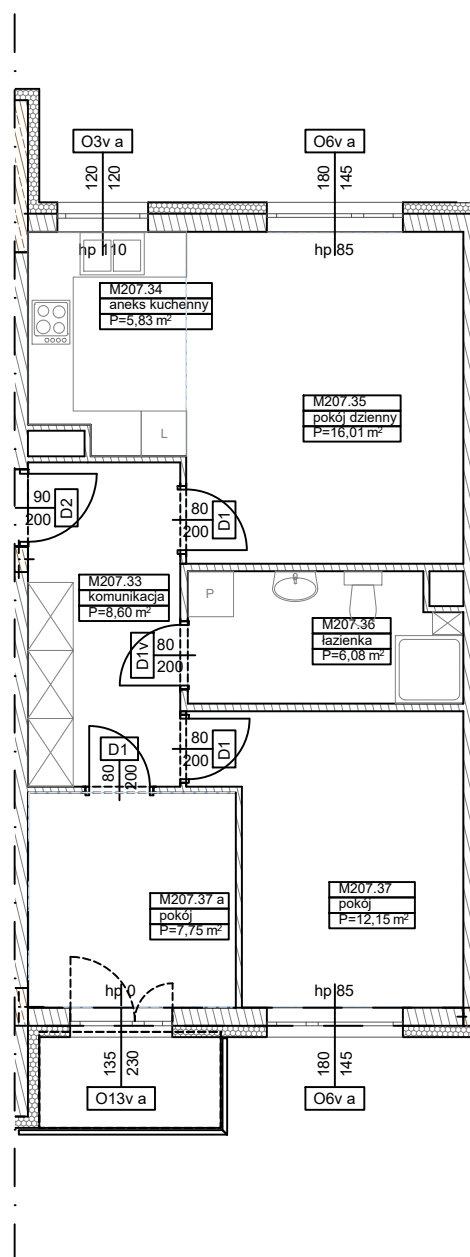 O3v a
120
120
O6v a
180
145
hp 110
hp 85
M207.34
aneks kuchenny
P=5,83 m²
M207.35
pokój dzienny
P=16,01 m²
L
90
200
D2
80
200
D1
M207.33
komunikacja
P=8,60 m²
P
M207.36
łazienka
P=6,08 m²
D1v
80
200
D1
80
200
80
200
D1
M207.37 a
pokój
P=7,75 m²
M207.37
pokój
P=12,15 m²
hp 0
hp 85
135
230
O13v a
180
145
O6v a